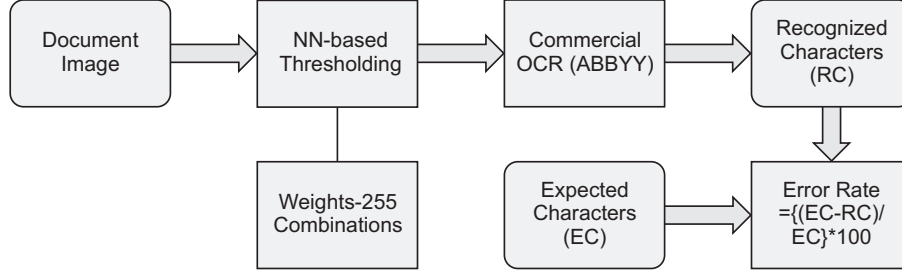 Document
Image
NN-based
Thresholding
Commercial
OCR (ABBYY)
Recognized
Characters
(RC)
Weights-255
Combinations
Expected
Characters
(EC)
Error Rate
={(EC-RC)/
EC}*100